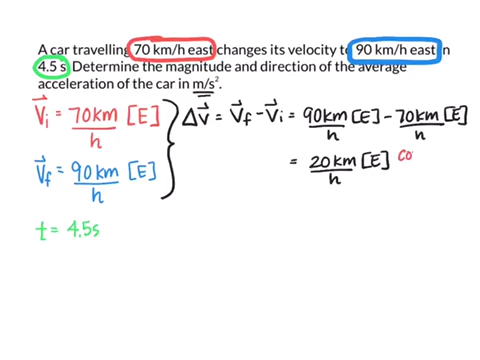 A car travelling 70 km/h east changes its velocity to 90 km/h east in
4.5 s. Determine the magnitude and direction of the average
acceleration of the car in m/s².
V⃗i = 70km/h [E]
ΔV⃗ = V⃗f - V⃗i = 90km/h [E] - 70km/h [E]
= 20km/h [E] co
V⃗f = 90km/h [E]
t = 4.5s